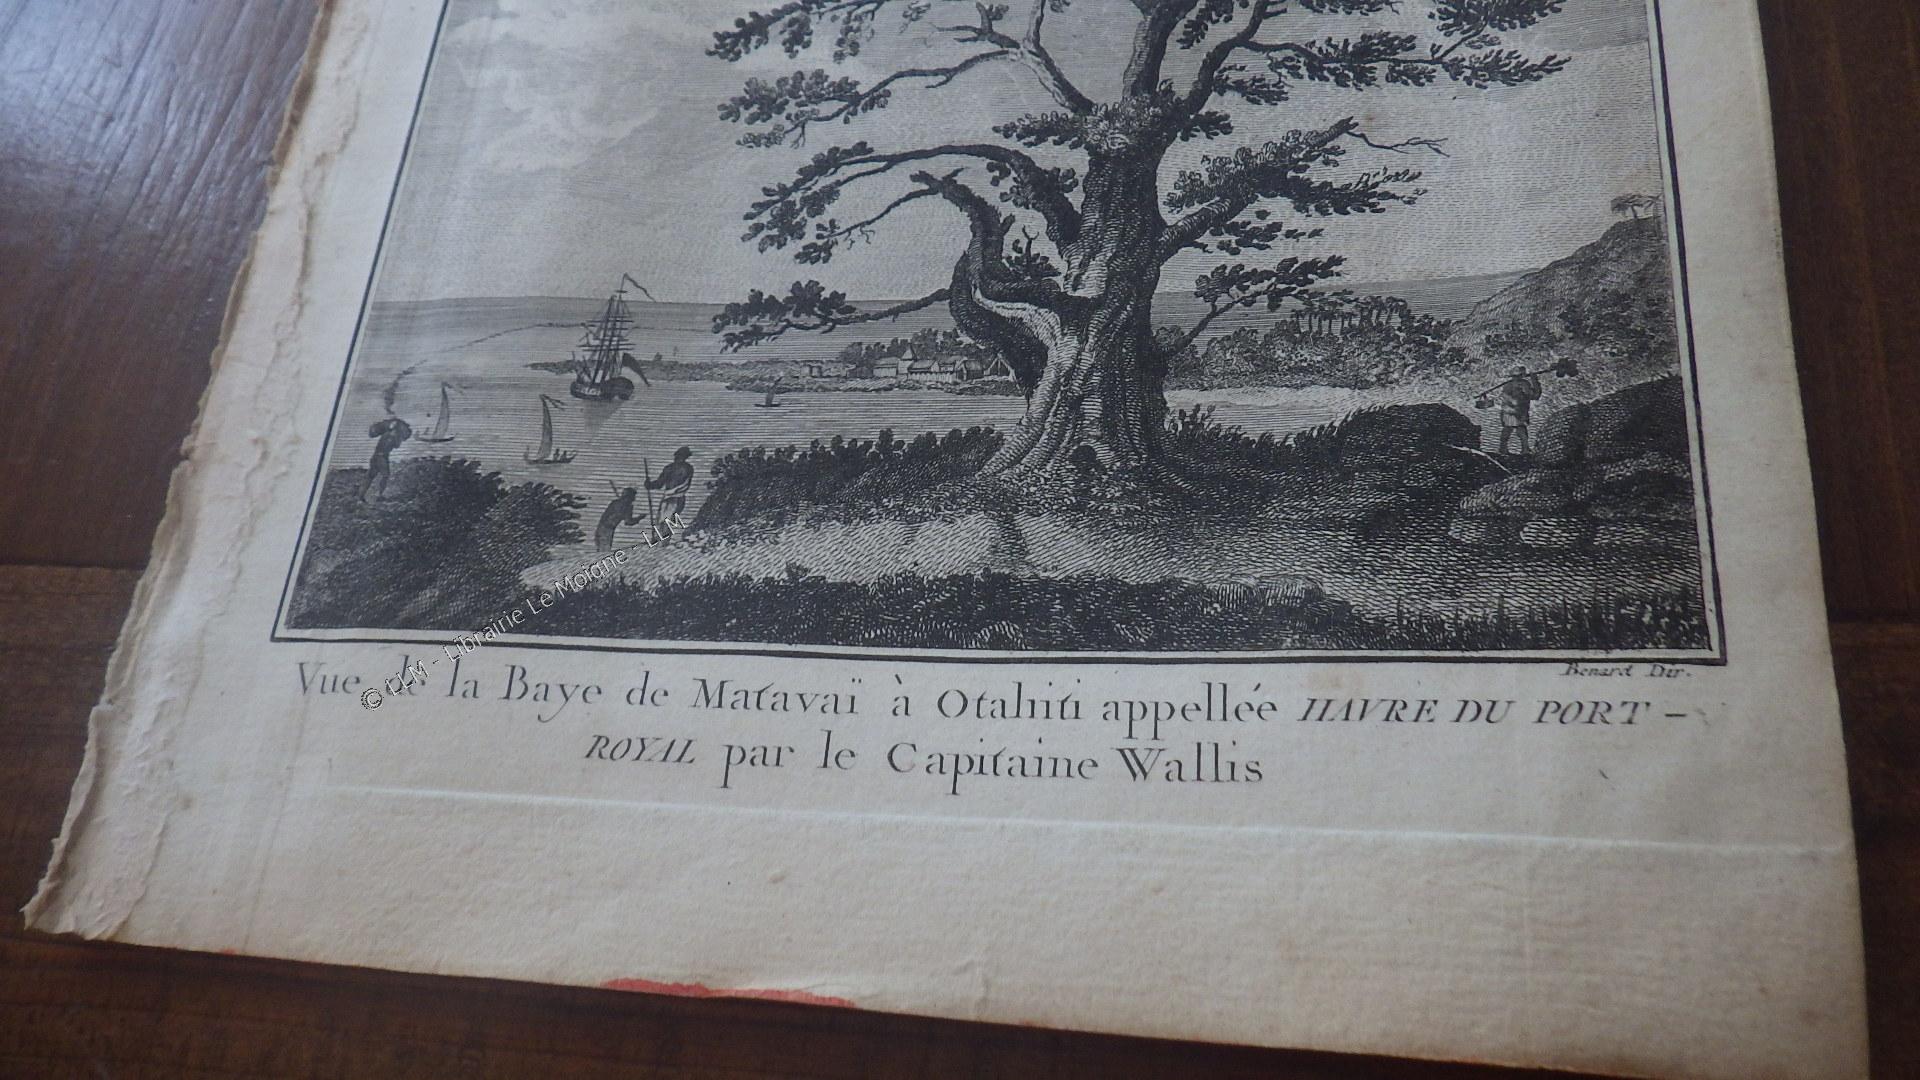 Benard Dir.
Vue de la Baye de Matavaï à Otahiti appellée HAVRE DU PORT –
ROYAL par le Capitaine Wallis
© LLM - Librairie Le Moigne - LLM